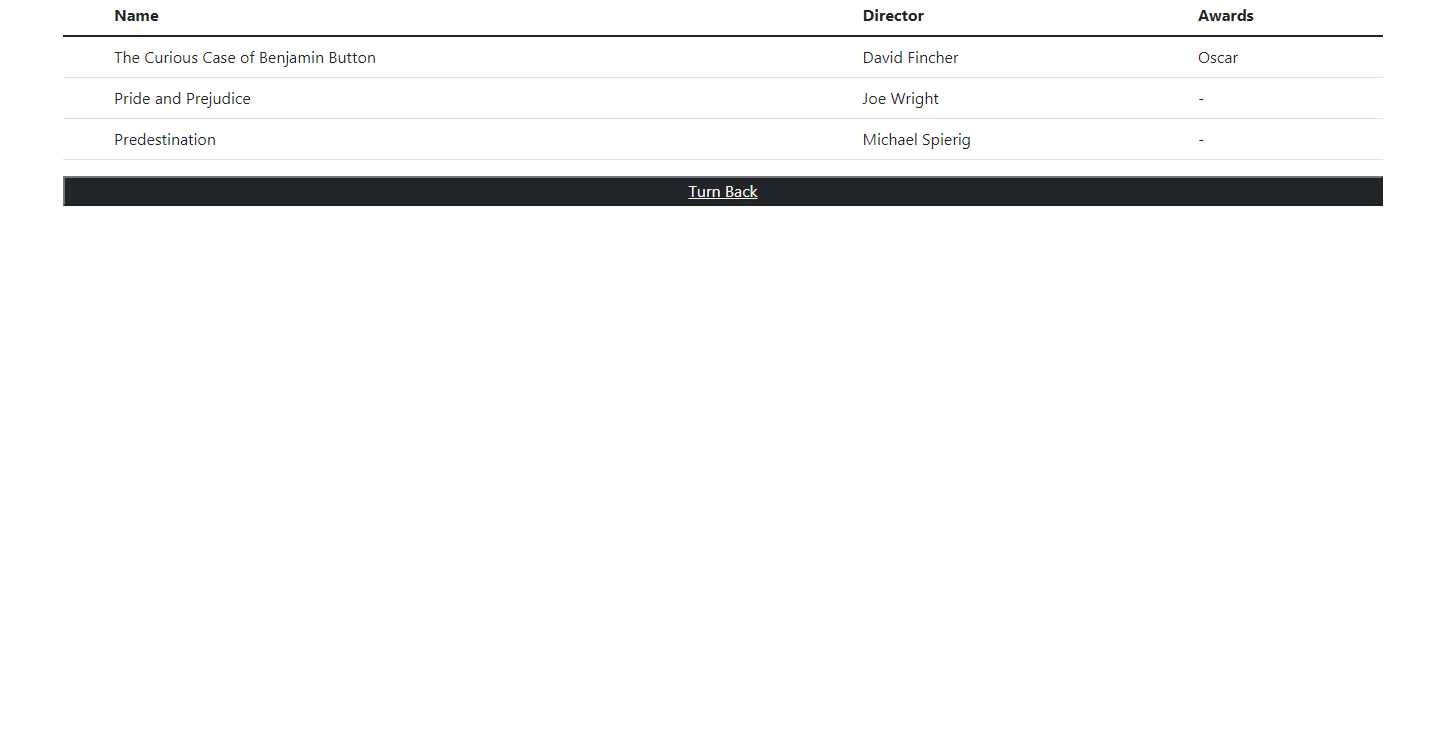 Name Director Awards
The Curious Case of Benjamin Button David Fincher Oscar
Pride and Prejudice Joe Wright -
Predestination Michael Spierig -
Turn Back